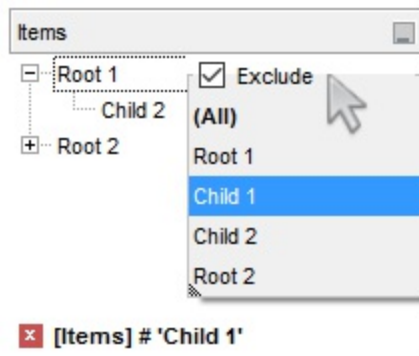 Items
Root 1
Child 2
Root 2
Exclude
(All)
Root 1
Child 1
Child 2
Root 2
[Items] # 'Child 1'